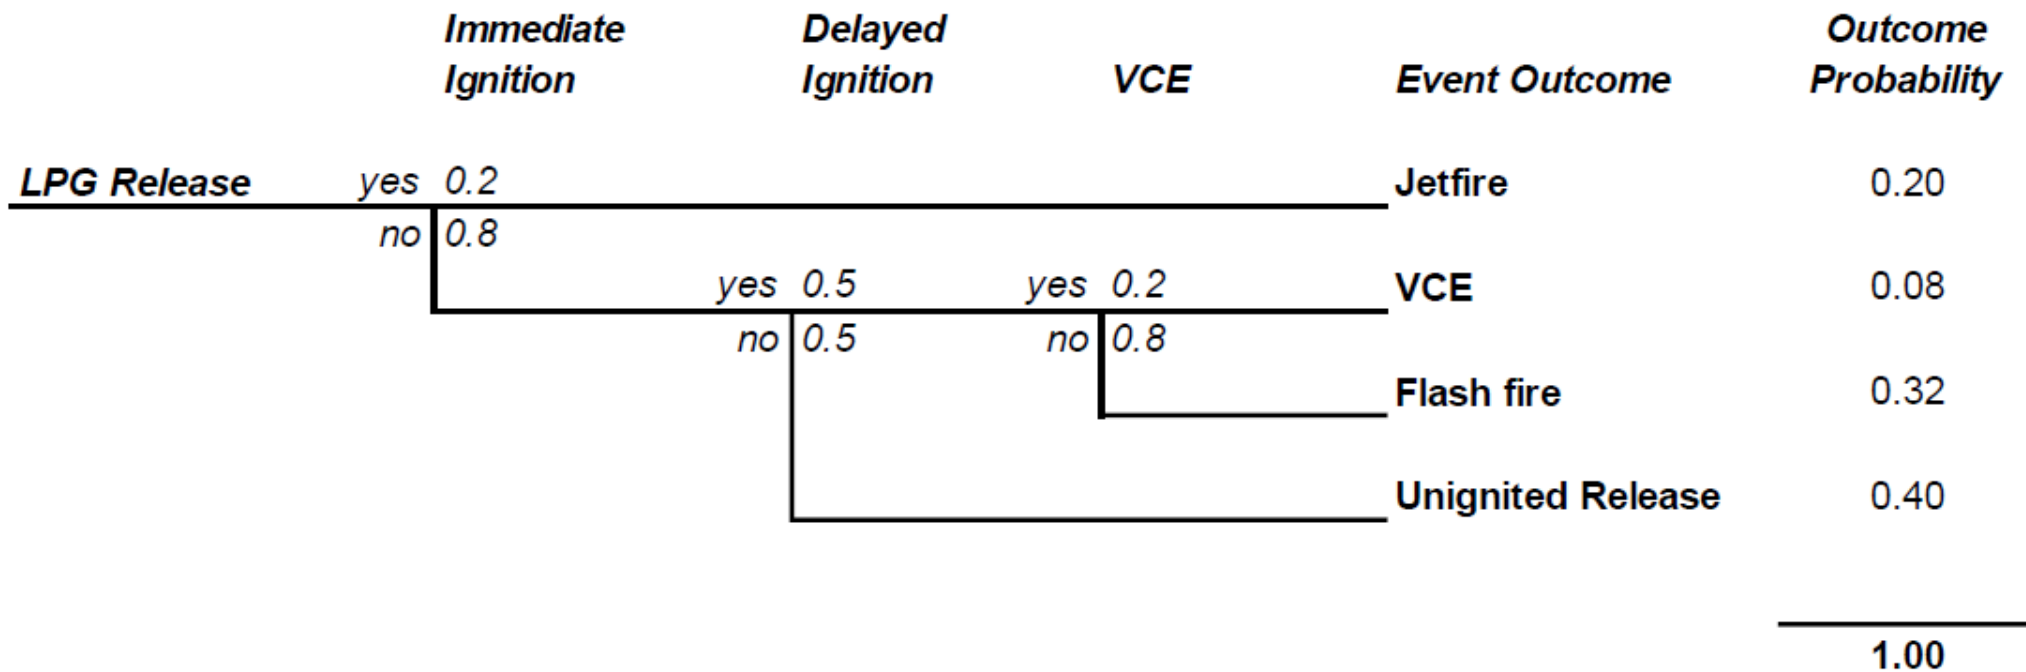 Immediate Delayed Outcome
Ignition Ignition VCE Event Outcome Probability
LPG Release yes 0.2 Jetfire 0.20
no 0.8
yes 0.5 yes 0.2 VCE 0.08
no 0.5 no 0.8
Flash fire 0.32
Unignited Release 0.40
1.00